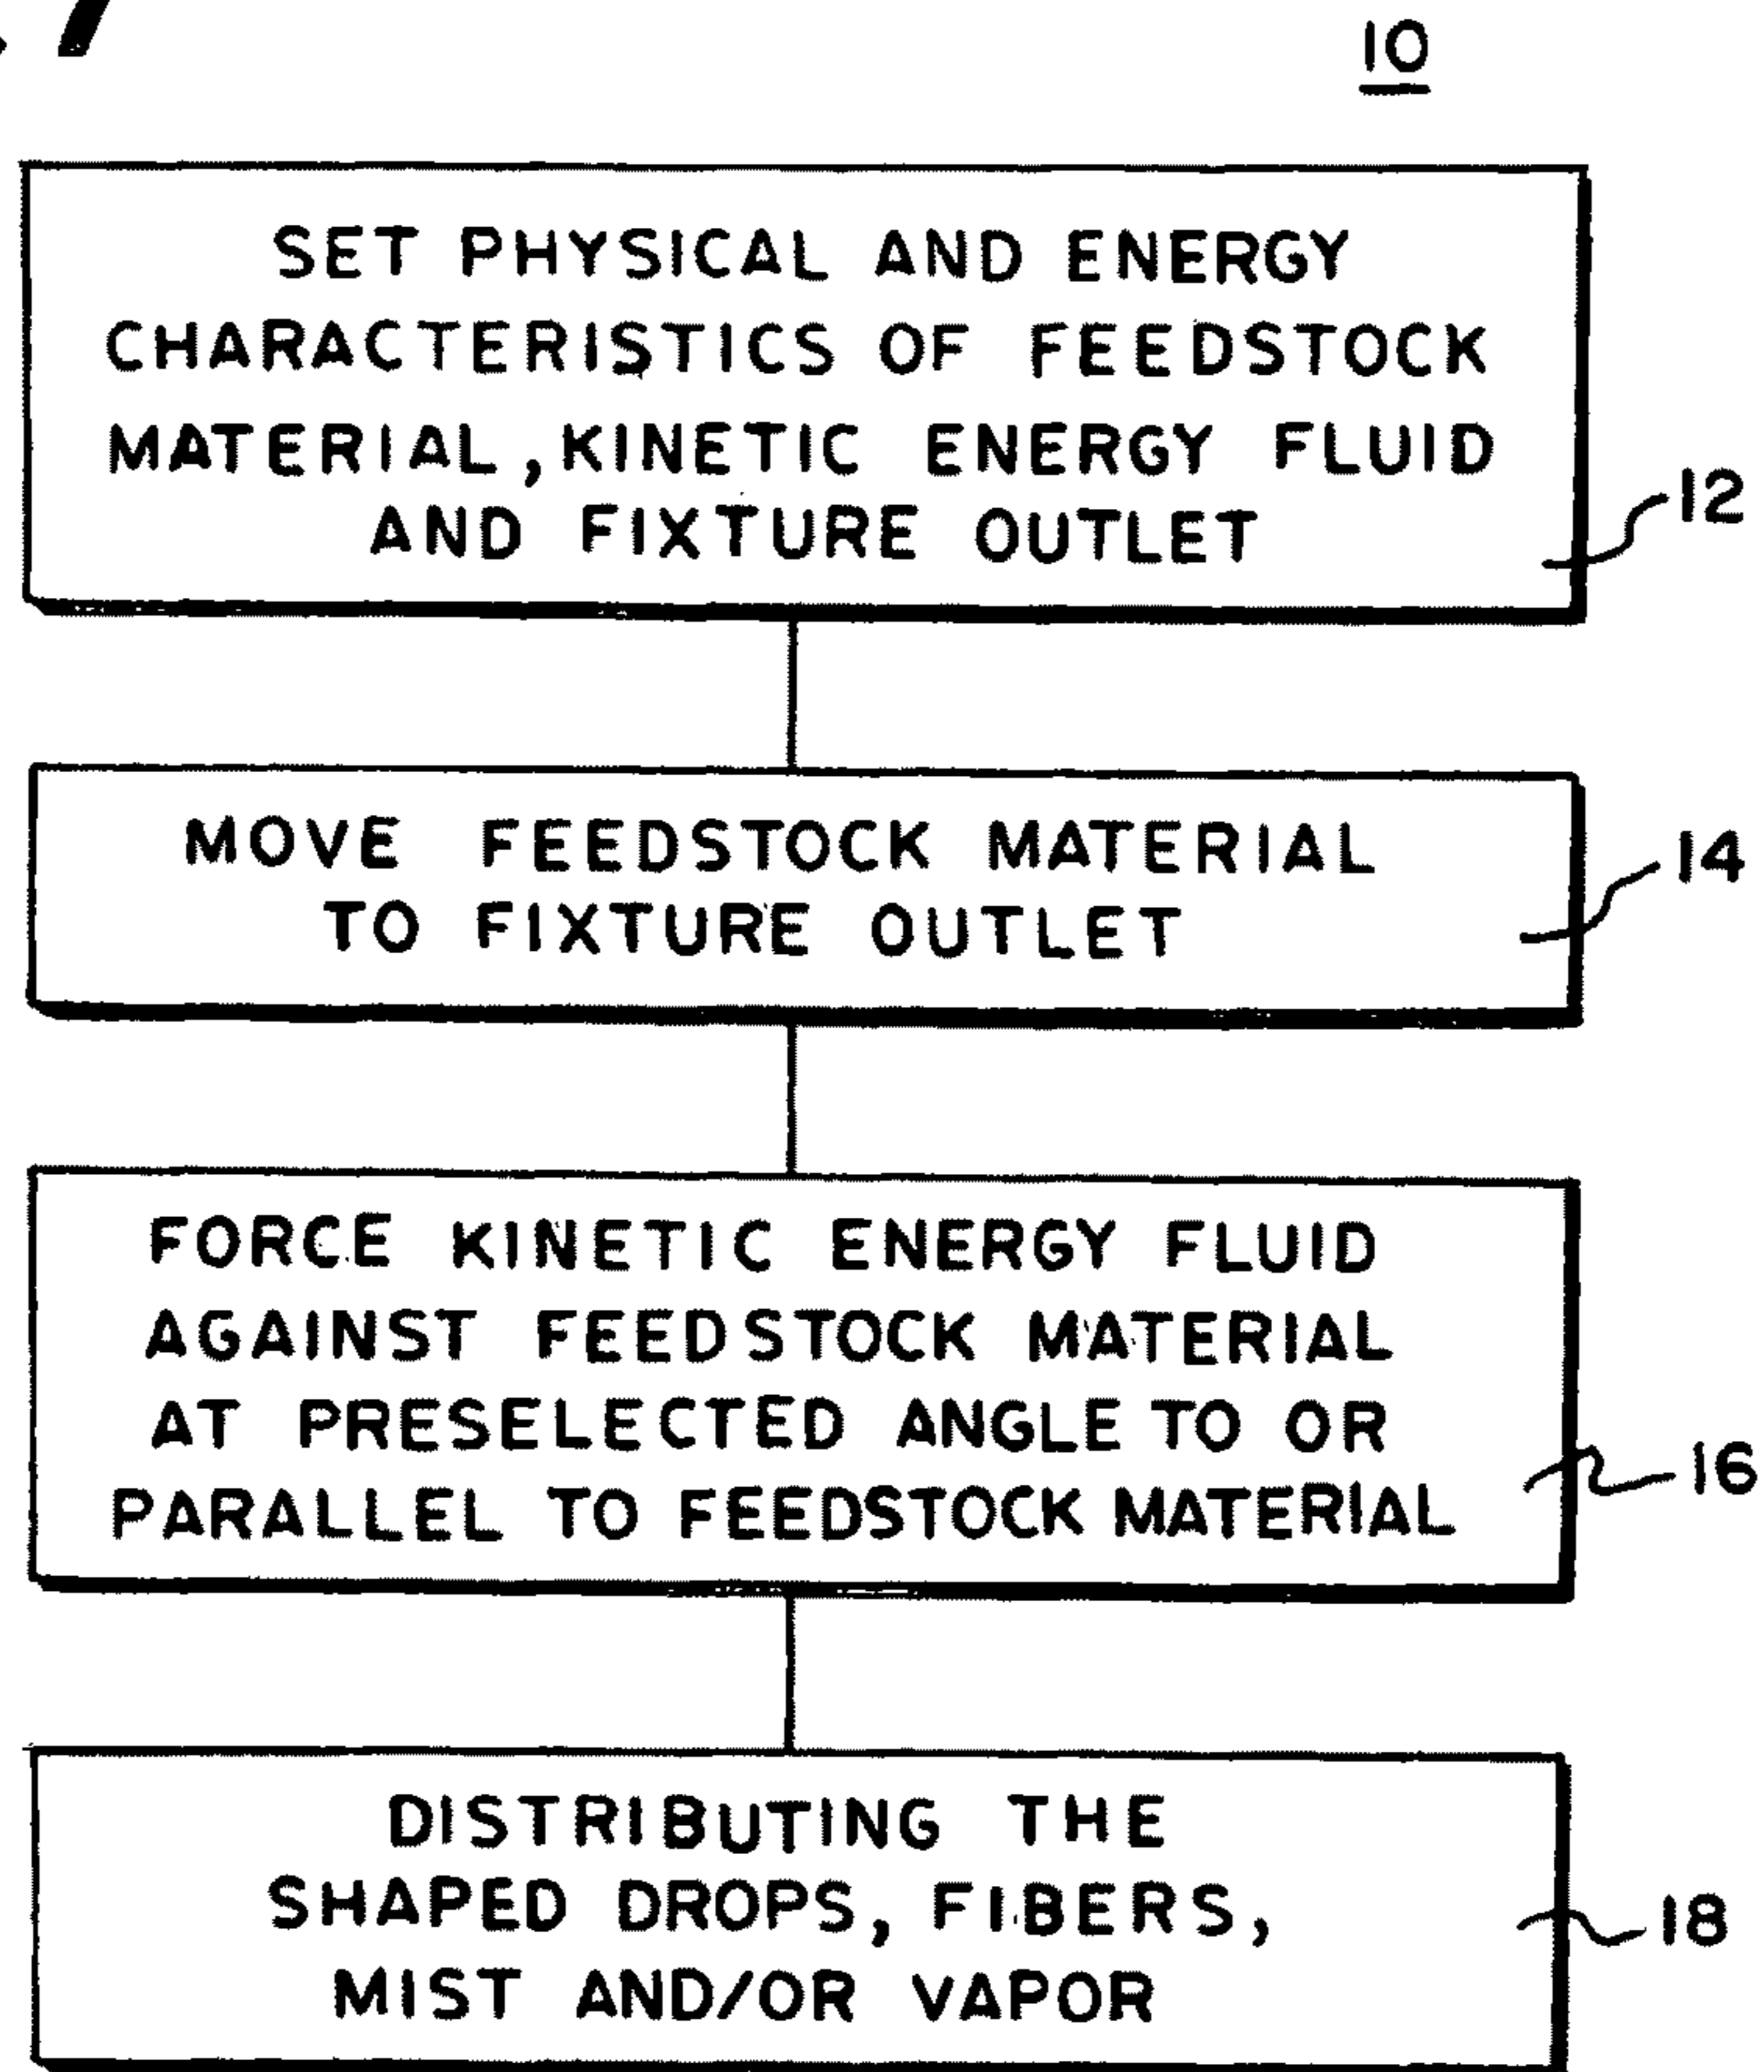 10
SET PHYSICAL AND ENERGY
CHARACTERISTICS OF FEEDSTOCK
MATERIAL, KINETIC ENERGY FLUID
AND FIXTURE OUTLET
12
MOVE FEEDSTOCK MATERIAL
TO FIXTURE OUTLET
14
FORCE KINETIC ENERGY FLUID
AGAINST FEEDSTOCK MATERIAL
AT PRESELECTED ANGLE TO OR
PARALLEL TO FEEDSTOCK MATERIAL
16
DISTRIBUTING THE
SHAPED DROPS, FIBERS,
MIST AND/OR VAPOR
18